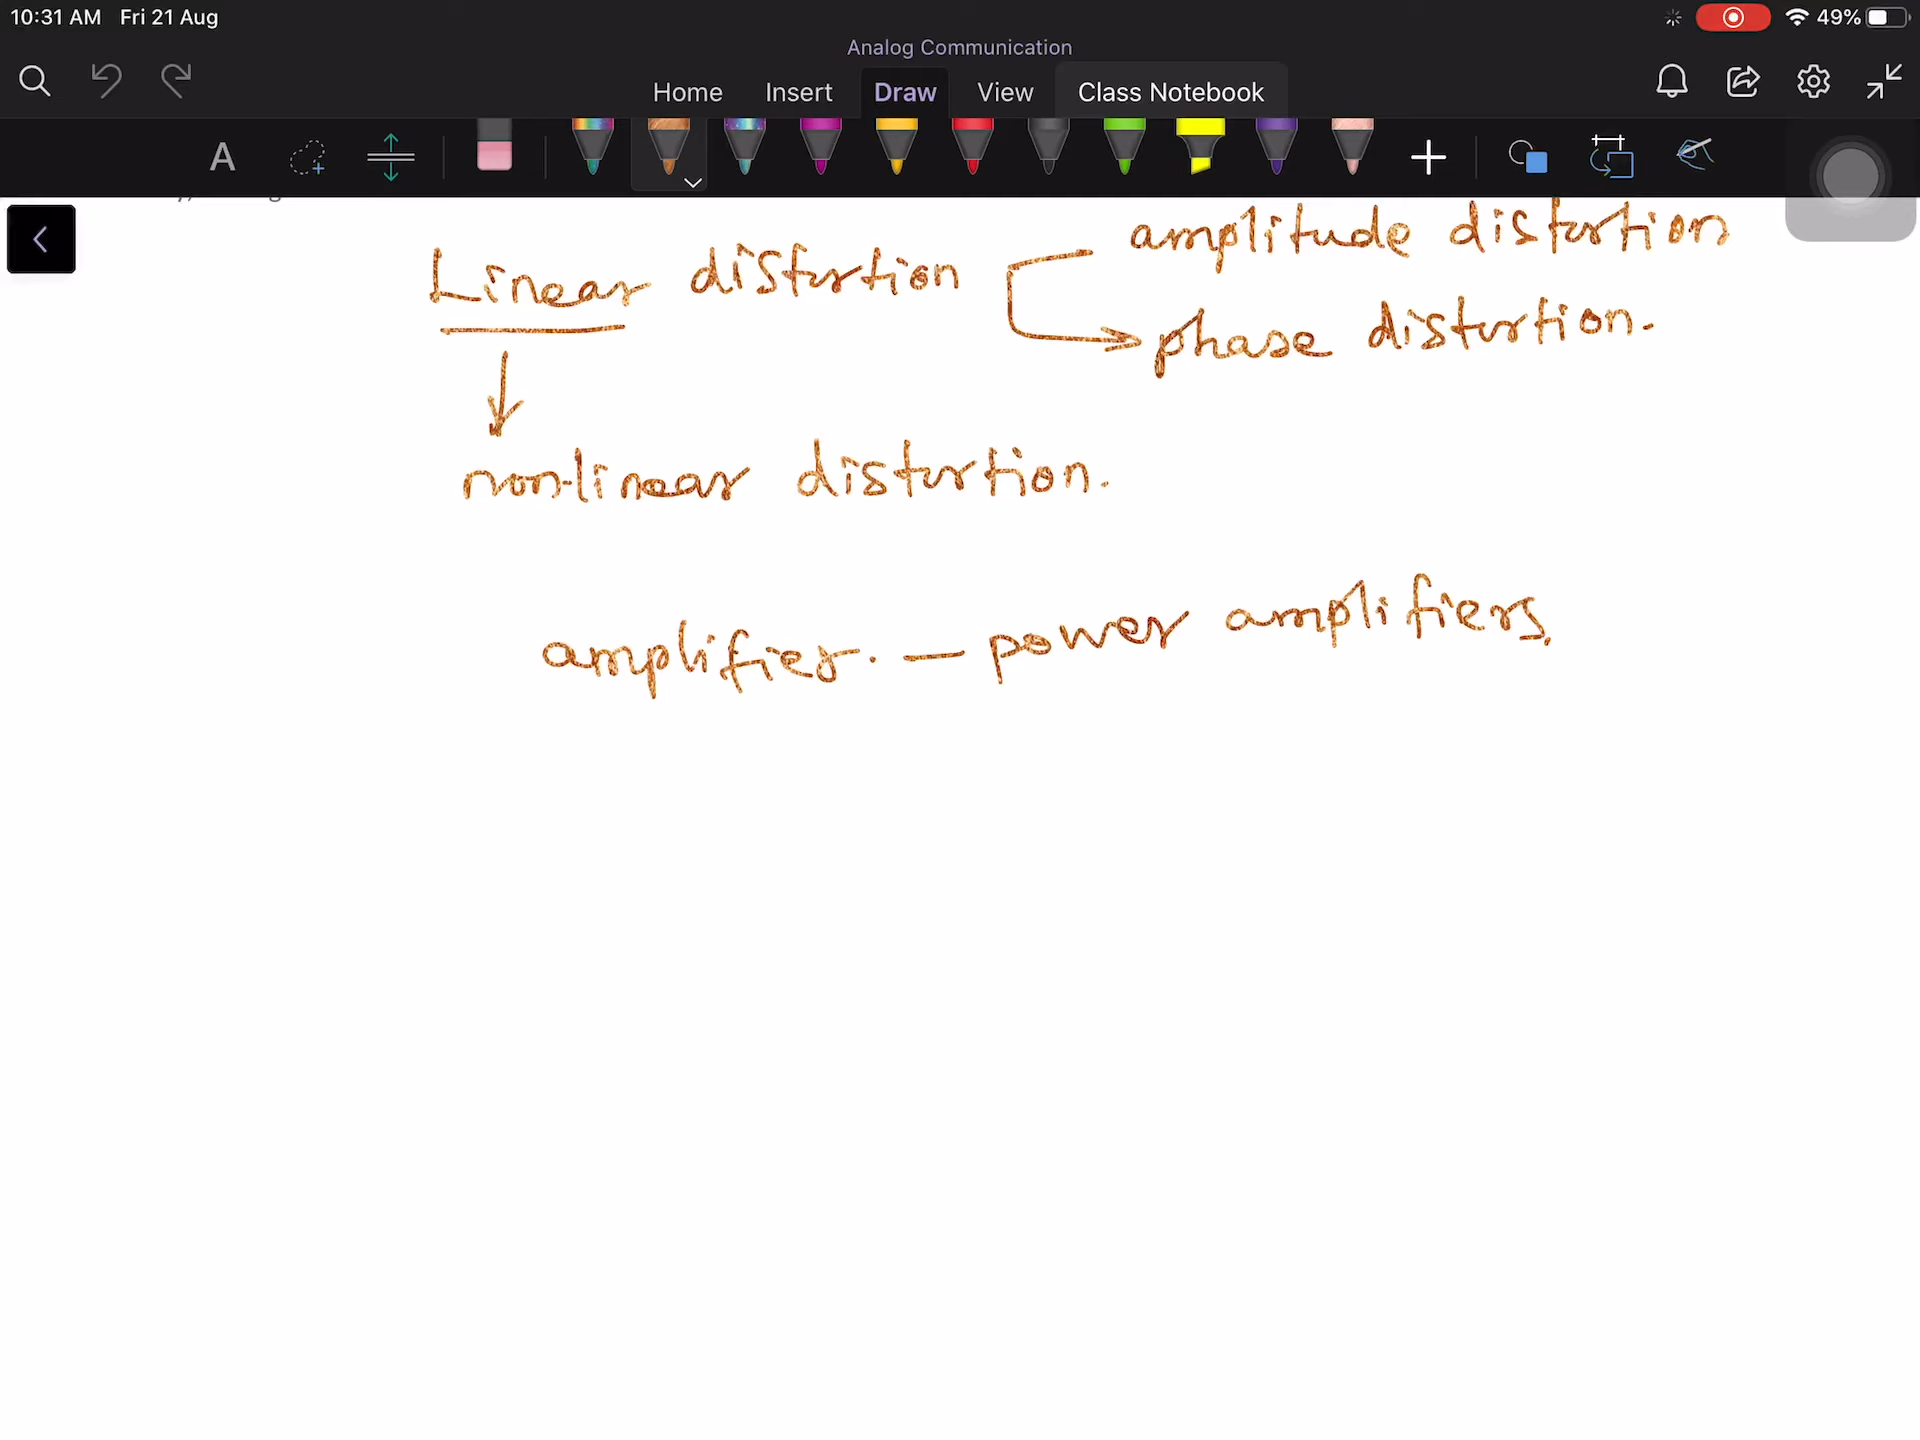 10:31 AM Fri 21 Aug
49%
Analog Communication
Home Insert Draw View Class Notebook
A
Linear distortion
amplitude distortion
phase distortion.
non-linear distortion.
amplifier. — power amplifiers.